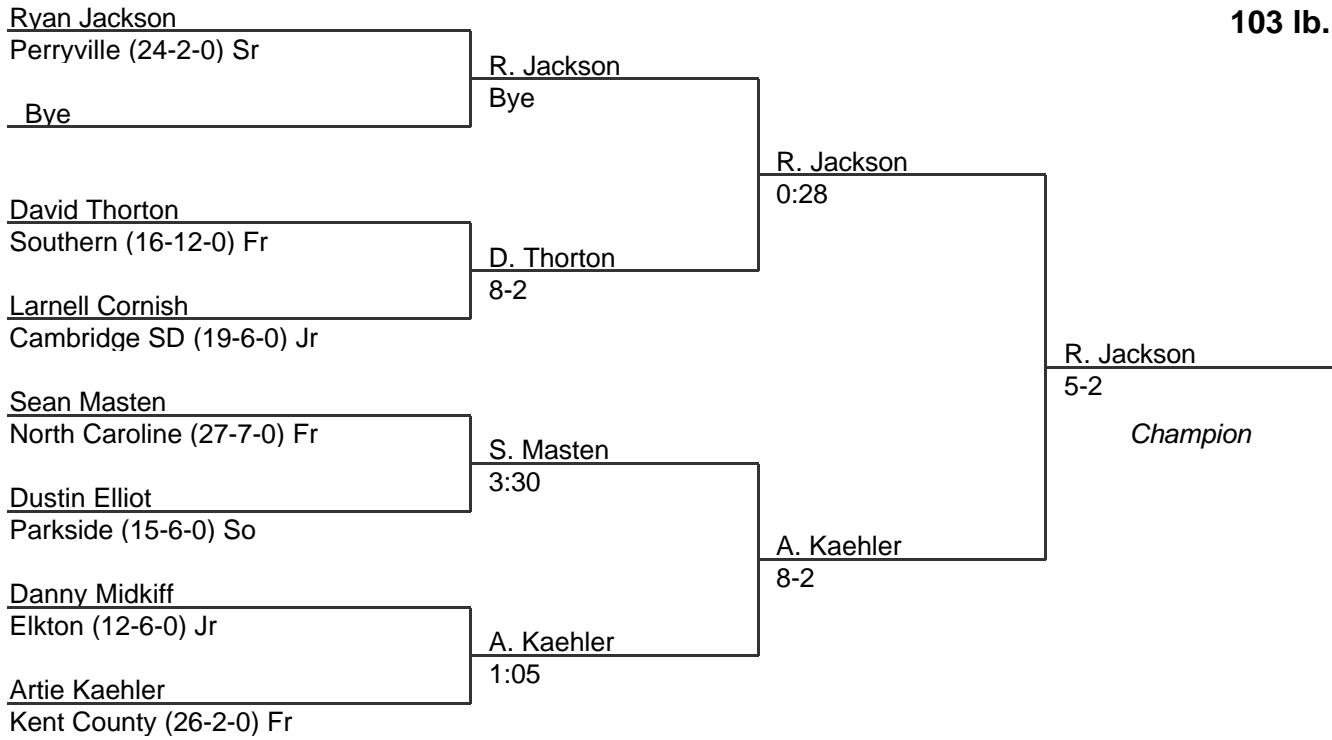 103 lb.
Ryan Jackson
Perryville (24-2-0) Sr
Bye
David Thorton
Southern (16-12-0) Fr
Larnell Cornish
Cambridge SD (19-6-0) Jr
Sean Masten
North Caroline (27-7-0) Fr
Dustin Elliot
Parkside (15-6-0) So
Danny Midkiff
Elkton (12-6-0) Jr
Artie Kaehler
Kent County (26-2-0) Fr
R. Jackson
Bye
D. Thorton
8-2
S. Masten
3:30
A. Kaehler
1:05
R. Jackson
0:28
A. Kaehler
8-2
R. Jackson
5-2
Champion